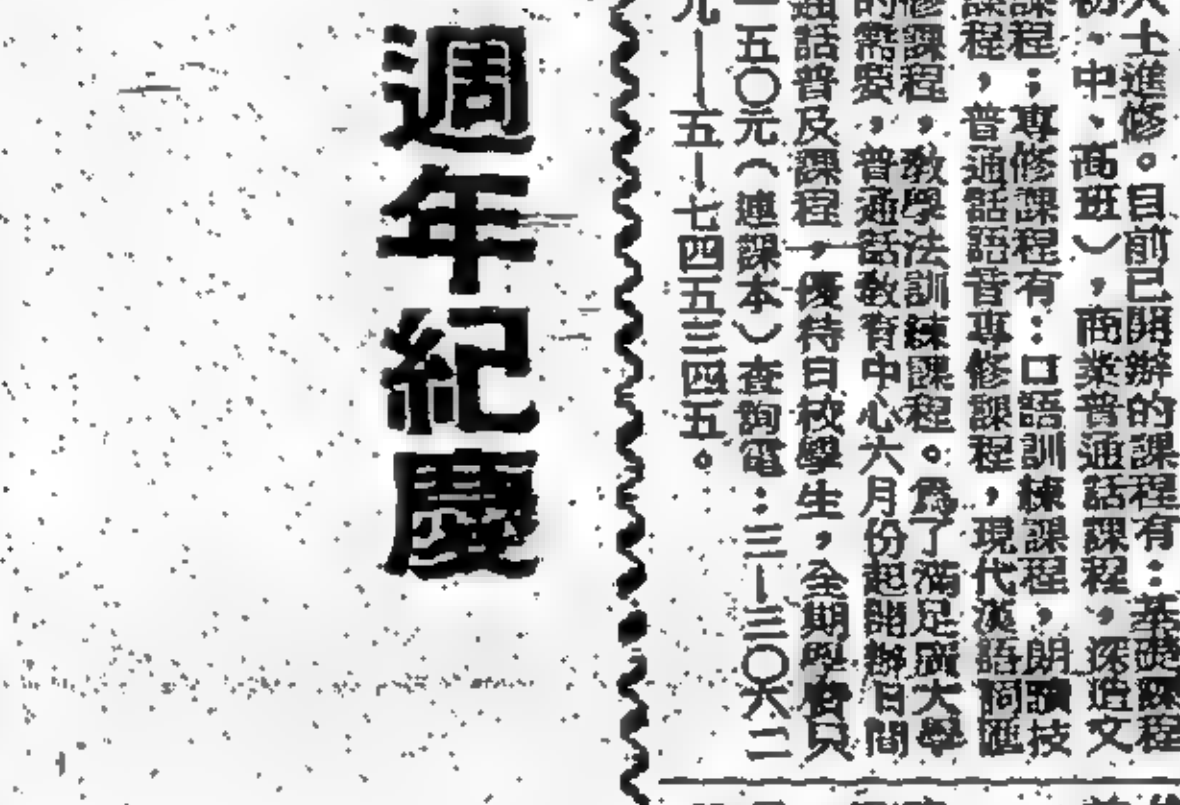 人士進修。目前已開辦的課程有：基礎課程
初、中、高班），商業普通話課程，深造文
課程；專修課程有：口語訓練課程，朗讀技
課程，普通話語音專修課程，現代漢語詞匯
修課程，教學法訓練課程。爲了滿足廣大學
的需要，普通話教育中心六月份起開辦日間
通話普及課程，優待日校學生，全期學費只
一五〇元（連課本）查詢電：三—三〇六二
九——五—七四五三四五。
週年紀慶